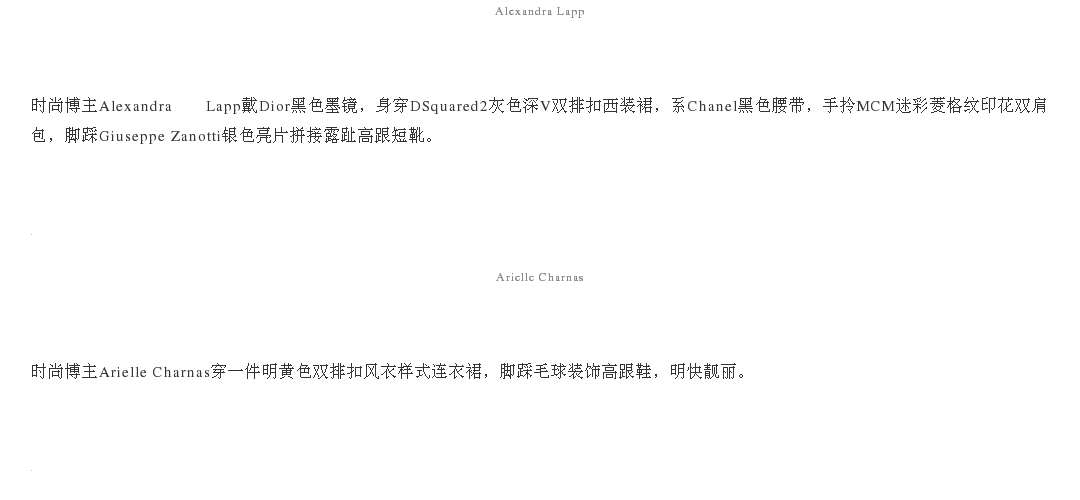 Alexandra Lapp
时尚博主Alexandra Lapp戴Dior黑色墨镜，身穿DSquared2灰色深V双排扣西装裙，系Chanel黑色腰带，手拎MCM迷彩菱格纹印花双肩
包，脚踩Giuseppe Zanotti银色亮片拼接露趾高跟短靴。
Arielle Charnas
时尚博主Arielle Charnas穿一件明黄色双排扣风衣样式连衣裙，脚踩毛球装饰高跟鞋，明快靓丽。